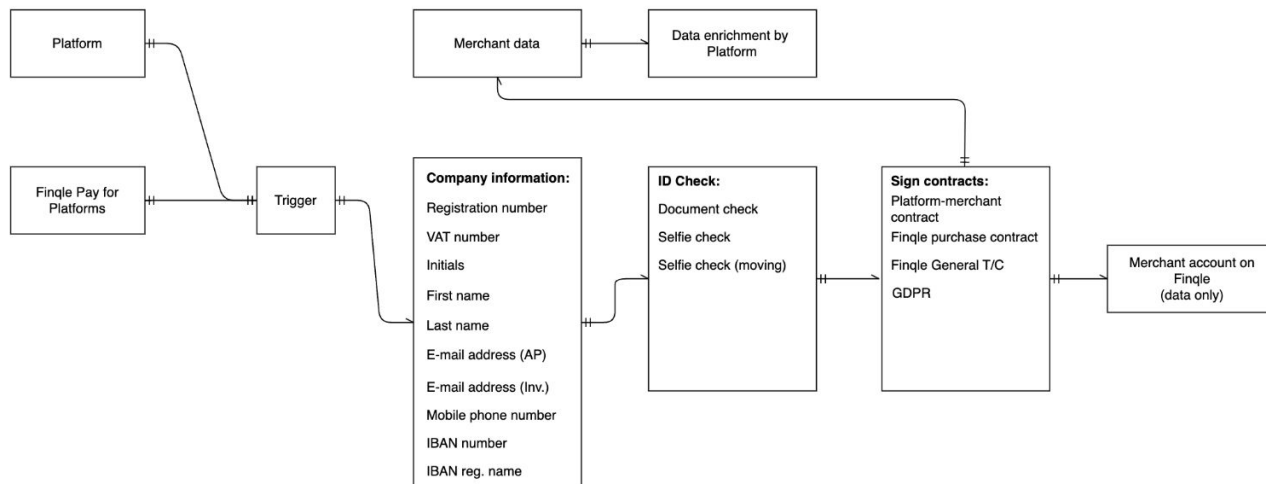 Platform
Merchant data
Data enrichment by
Platform
Finqle Pay for
Platforms
Trigger
Company information:
Registration number
VAT number
Initials
First name
Last name
E-mail address (AP)
E-mail address (Inv.)
Mobile phone number
IBAN number
IBAN reg. name
ID Check:
Document check
Selfie check
Selfie check (moving)
Sign contracts:
Platform-merchant
contract
Finqle purchase contract
Finqle General T/C
GDPR
Merchant account on
Finqle
(data only)